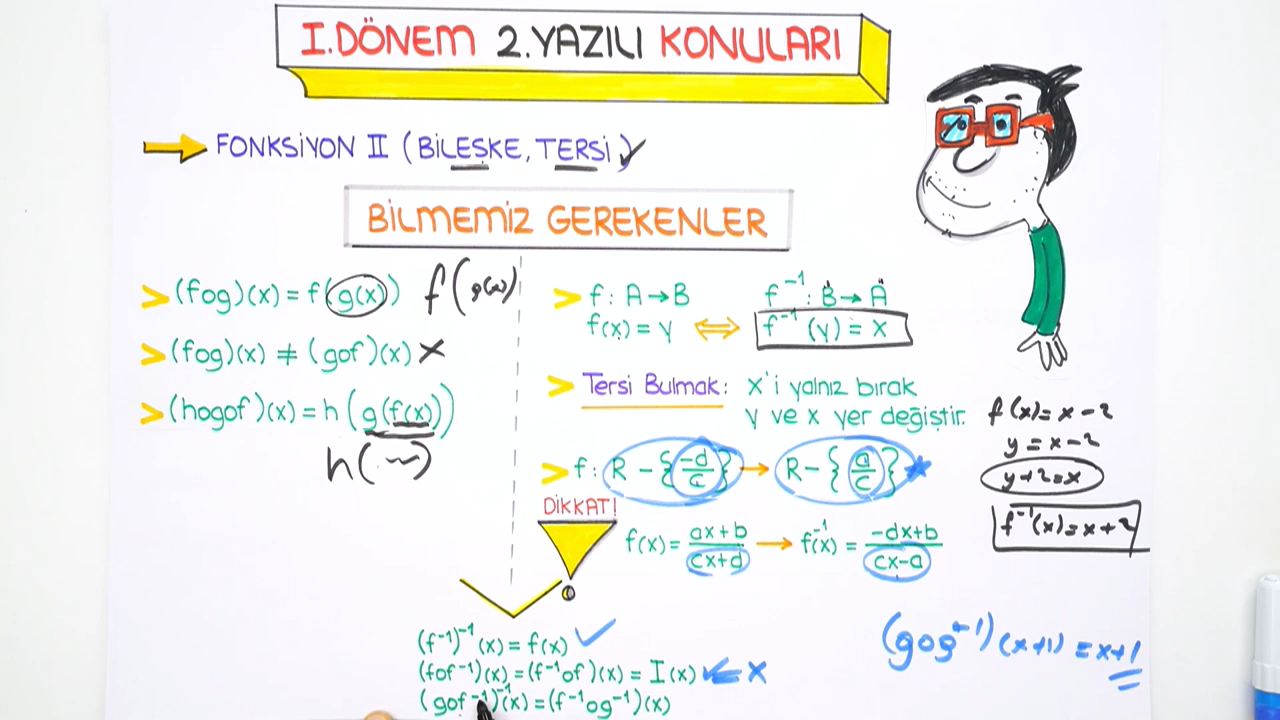 I.DÖNEM 2.YAZILI KONULARI
FONKSİYON II (BİLEŞKE, TERSİ)
BİLMEMİZ GEREKENLER
> (fog)(x) = f(g(x)) f(g(x))
> (fog)(x) ≠ (gof)(x)
> (hogof)(x) = h(g(f(x)))
h( )
> f: A → B f⁻¹: B → A
f(x) = y ⟺ f⁻¹(y) = x
> Tersi Bulmak: x'i yalnız bırak
y ve x yer değiştir.
f(x) = x-2
y = x-2
y+2=x
f⁻¹(x)=x+2
> f: R - {-d/c} → R - {a/c}
DİKKAT!
f(x) = ax+b/cx+d → f⁻¹(x) = -dx+b/cx-a
(f⁻¹)⁻¹(x) = f(x)
(fof⁻¹)(x) = (f⁻¹of)(x) = I(x) x
(gof⁻¹)⁻¹(x) = (f⁻¹og⁻¹)(x)
(gog⁻¹)(x+1) = x+1